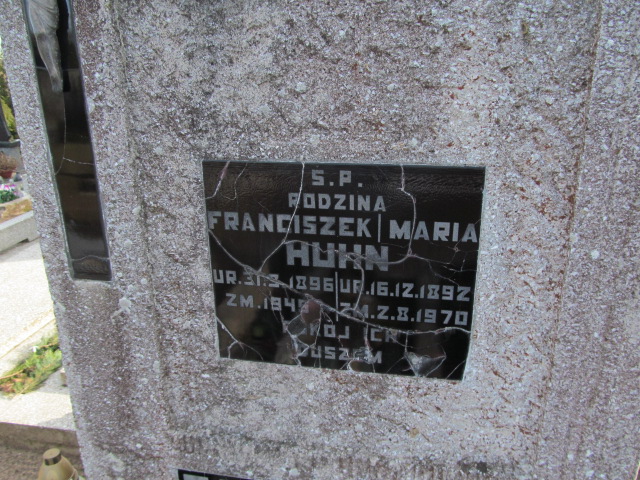 S.P.
RODZINA
FRANCISZEK MARIA
HUHN
UR.31.3.1896 UR.16.12.1892
ZM. ZM.2.8.1970